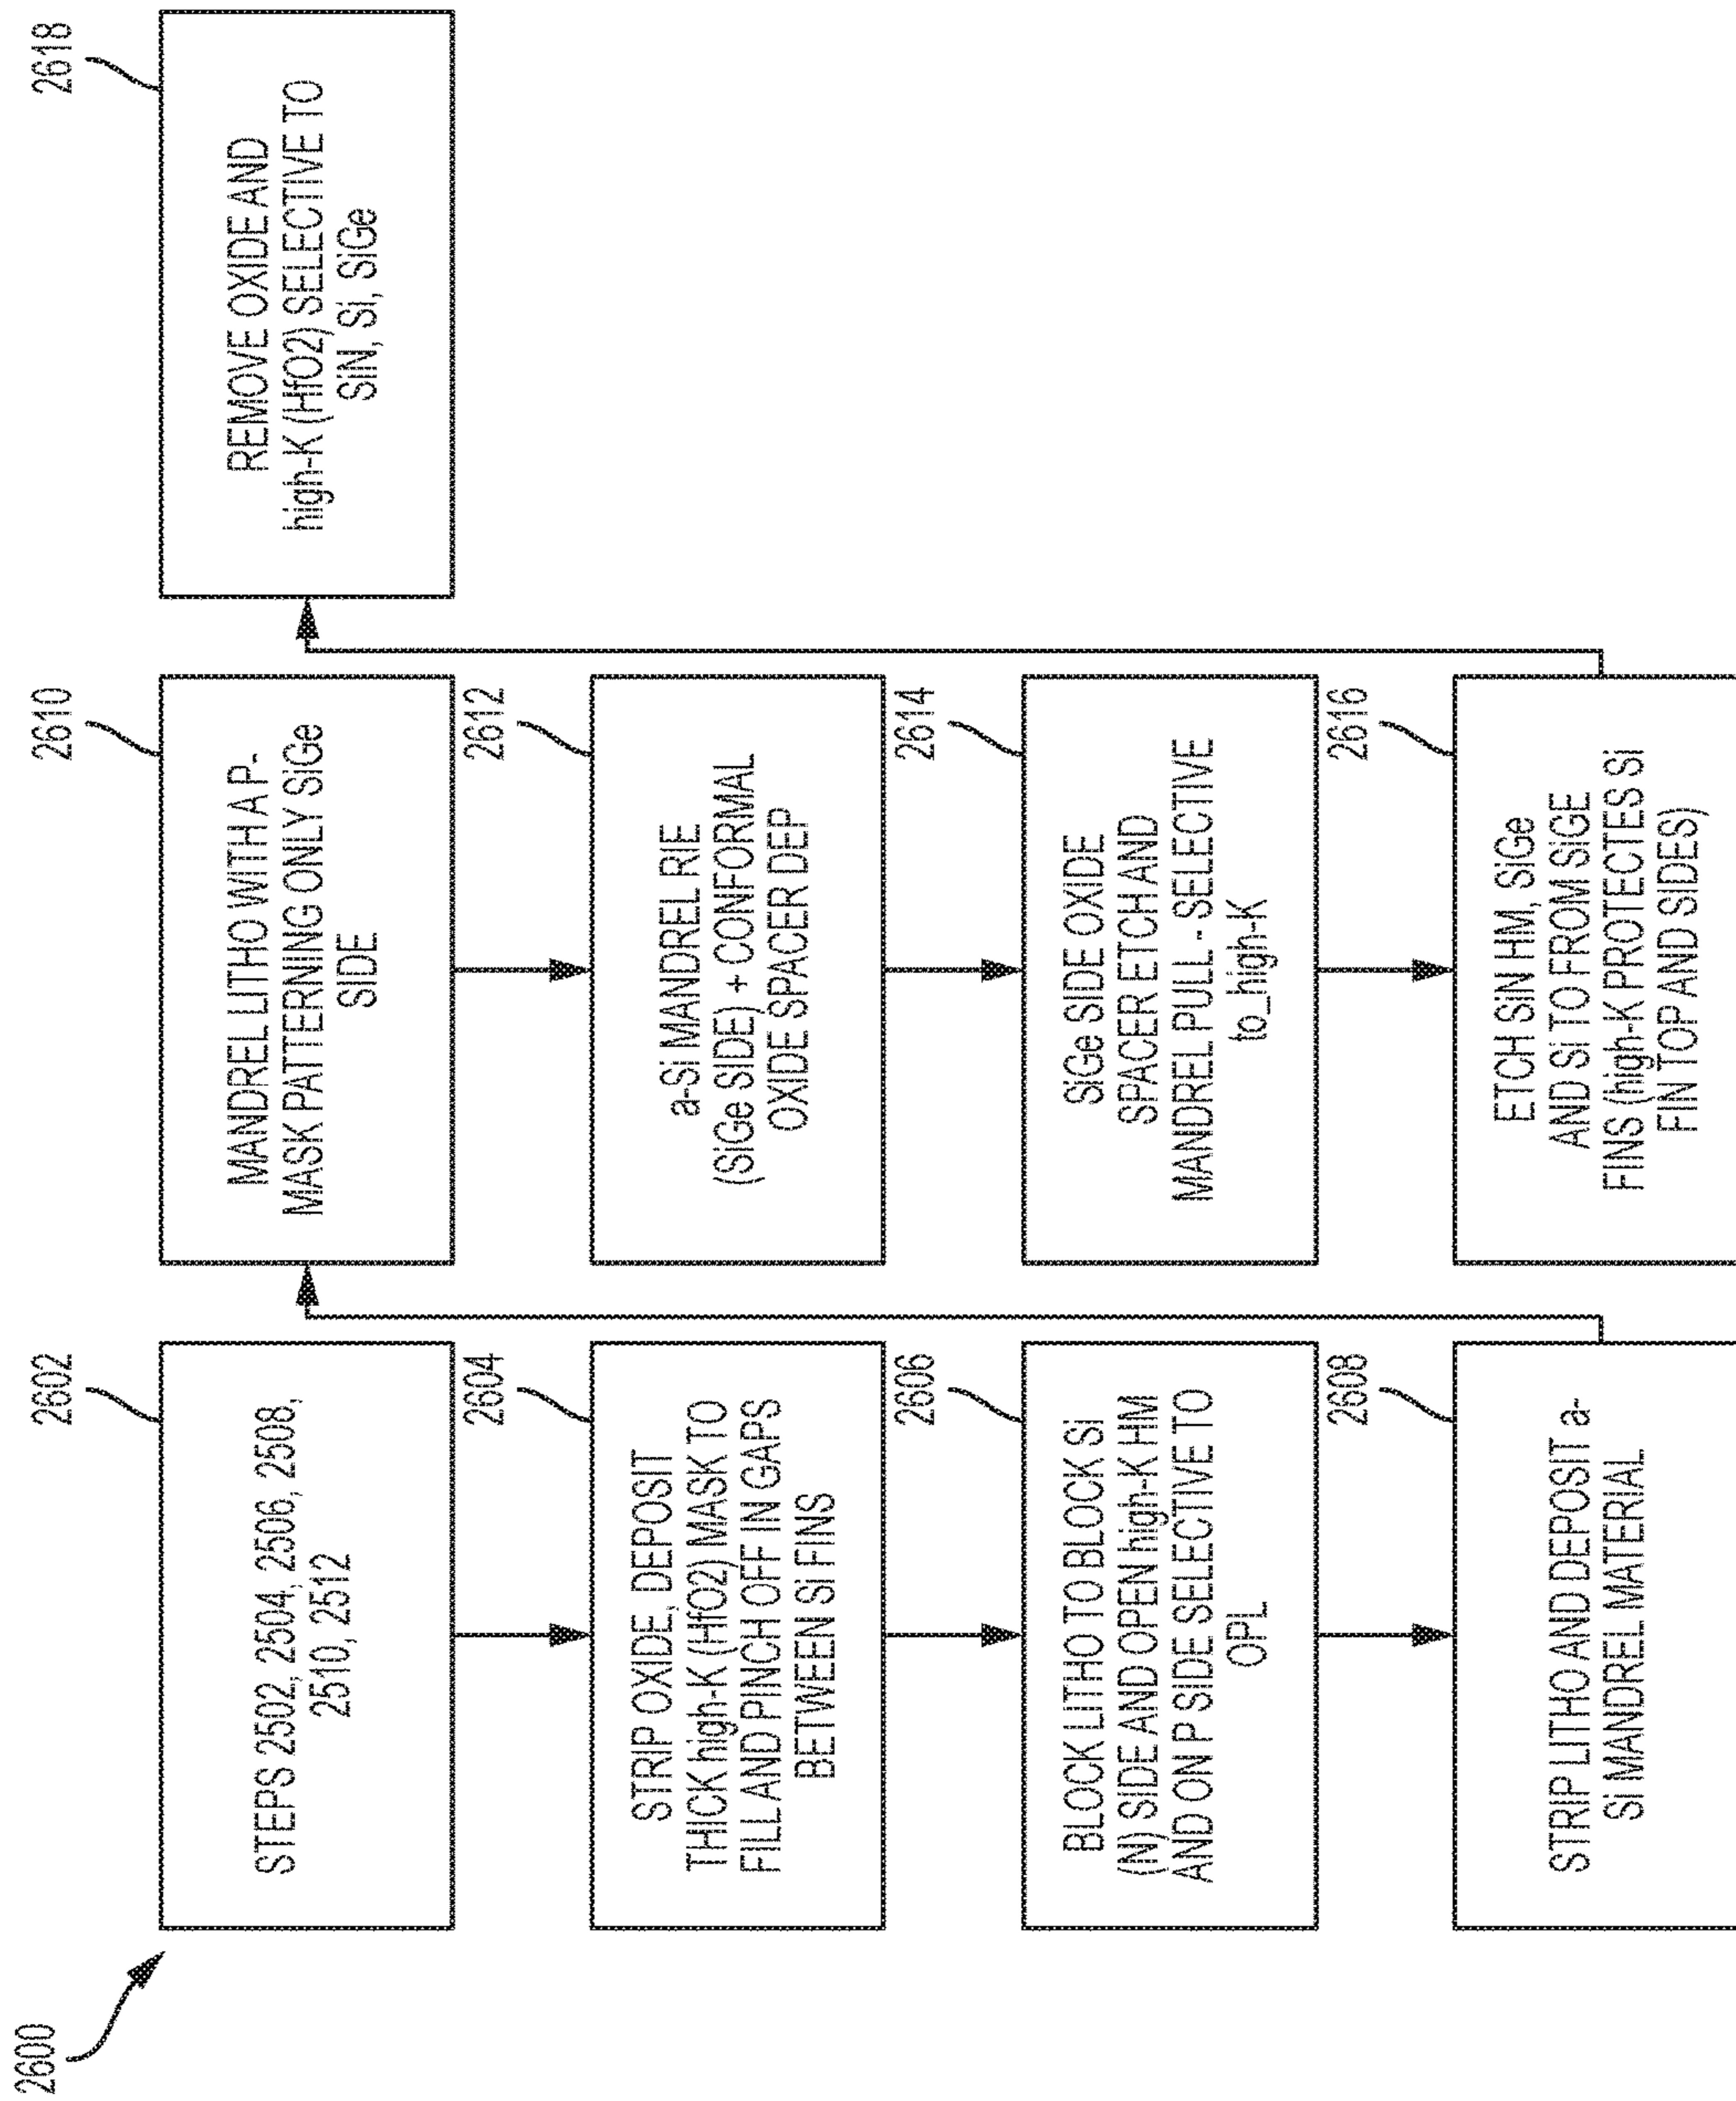 2600
2602
STEPS 2502, 2504, 2506, 2508,
2510, 2512
2604
STRIP OXIDE, DEPOSIT
THICK high-K (HfO2) MASK TO
FILL AND PINCH OFF IN GAPS
BETWEEN Si FINS
2606
BLOCK LITHO TO BLOCK Si
(N) SIDE AND OPEN high-K HM
AND ON P SIDE SELECTIVE TO
OPL
2608
STRIP LITHO AND DEPOSIT a-
Si MANDREL MATERIAL
2610
MANDREL LITHO WITH A P-
MASK PATTERNING ONLY SiGe
SIDE
2612
a-Si MANDREL RIE
(SiGe SIDE) + CONFORMAL
OXIDE SPACER DEP
2614
SiGe SIDE OXIDE
SPACER ETCH AND
MANDREL PULL - SELECTIVE
to_high-K
2616
ETCH SiN HM, SiGe
AND Si TO FROM SiGE
FINS (high-K PROTECTES Si
FIN TOP AND SIDES)
2618
REMOVE OXIDE AND
high-K (HfO2) SELECTIVE TO
SiN, Si, SiGe